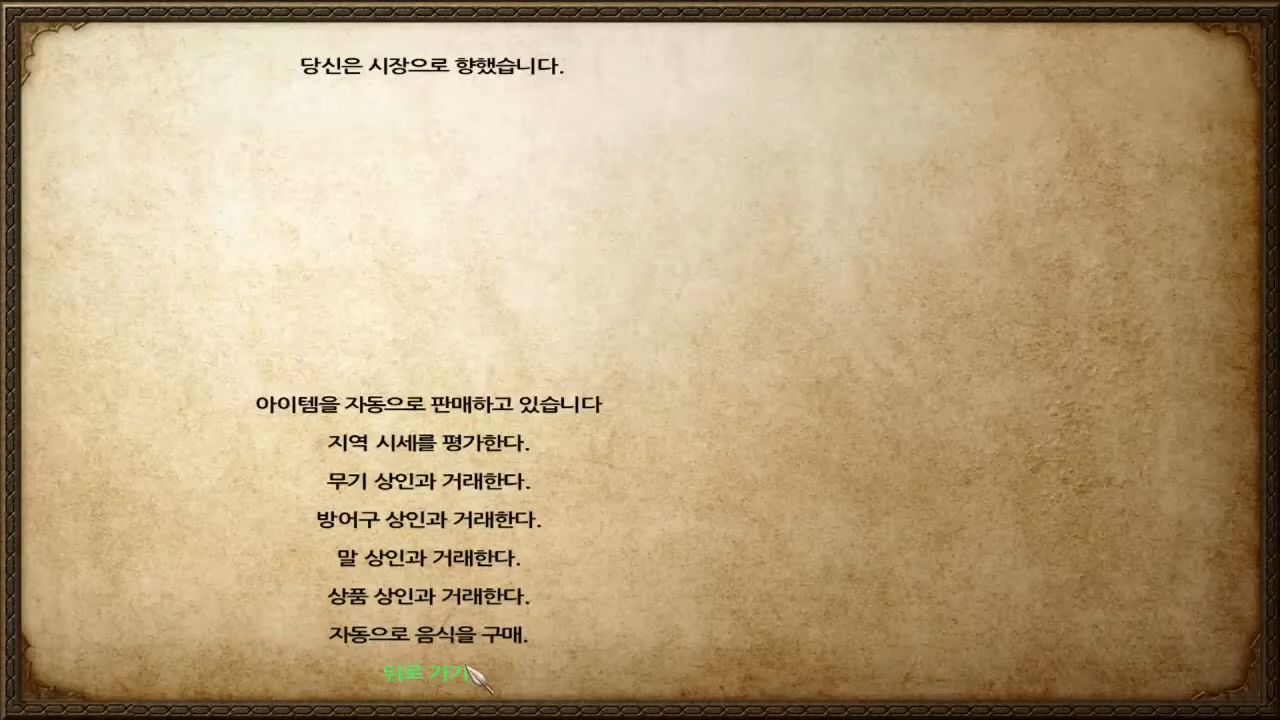 당신은 시장으로 향했습니다.
아이템을 자동으로 판매하고 있습니다
지역 시세를 평가한다.
무기 상인과 거래한다.
방어구 상인과 거래한다.
말 상인과 거래한다.
상품 상인과 거래한다.
자동으로 음식을 구매.
뒤로 가기